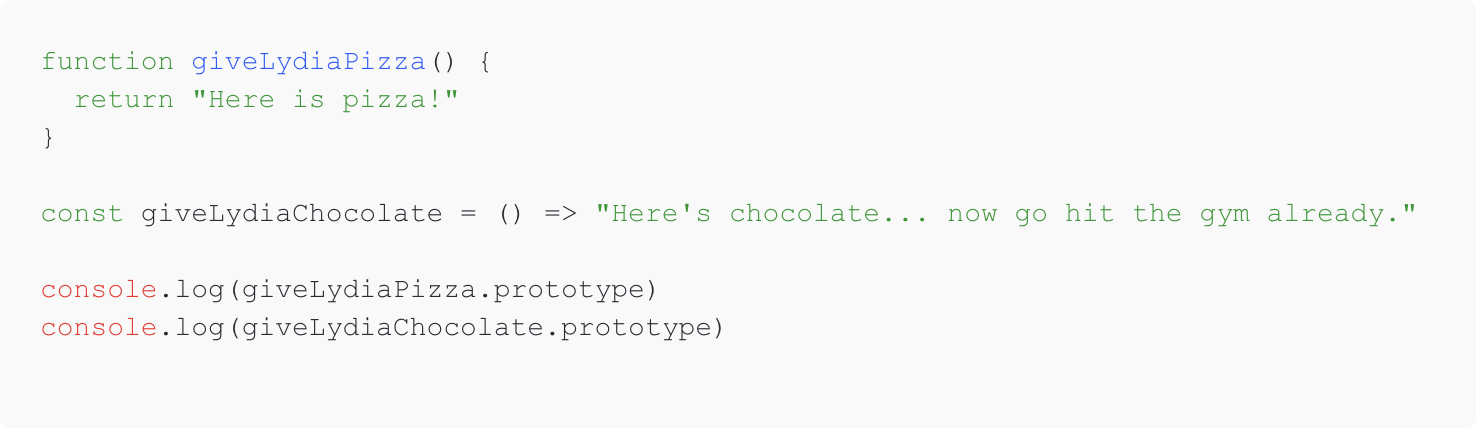 function giveLydiaPizza() {
  return "Here is pizza!"
}
const giveLydiaChocolate = () => "Here's chocolate... now go hit the gym already."
console.log(giveLydiaPizza.prototype)
console.log(giveLydiaChocolate.prototype)